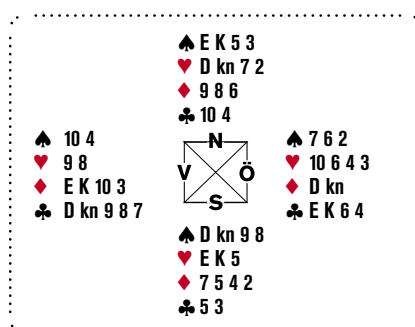 ♠ E K 5 3
♥ D kn 7 2
♦ 9 8 6
♣ 10 4
♠ 10 4
♥ 9 8
♦ E K 10 3
♣ D kn 9 8 7
N
V Ö
S
♠ 7 6 2
♥ 10 6 4 3
♦ D kn
♣ E K 6 4
♠ D kn 9 8
♥ E K 5
♦ 7 5 4 2
♣ 5 3